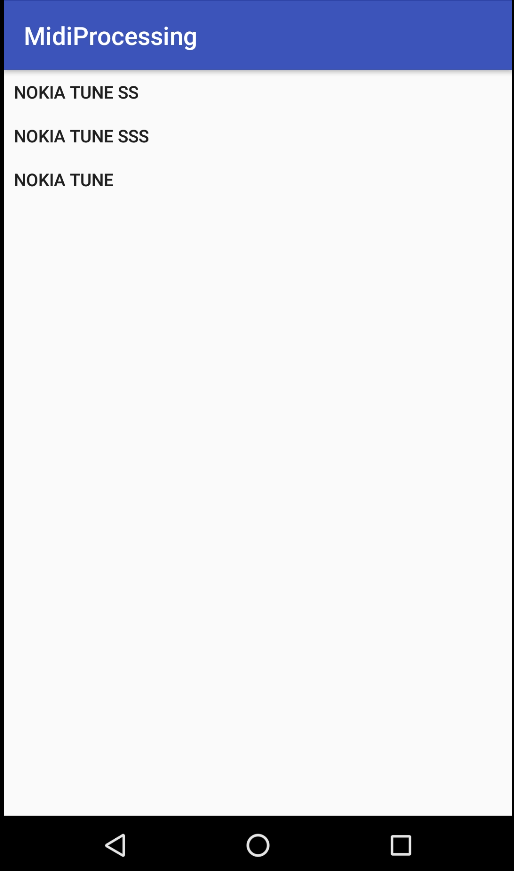 MidiProcessing
NOKIA TUNE SS
NOKIA TUNE SSS
NOKIA TUNE